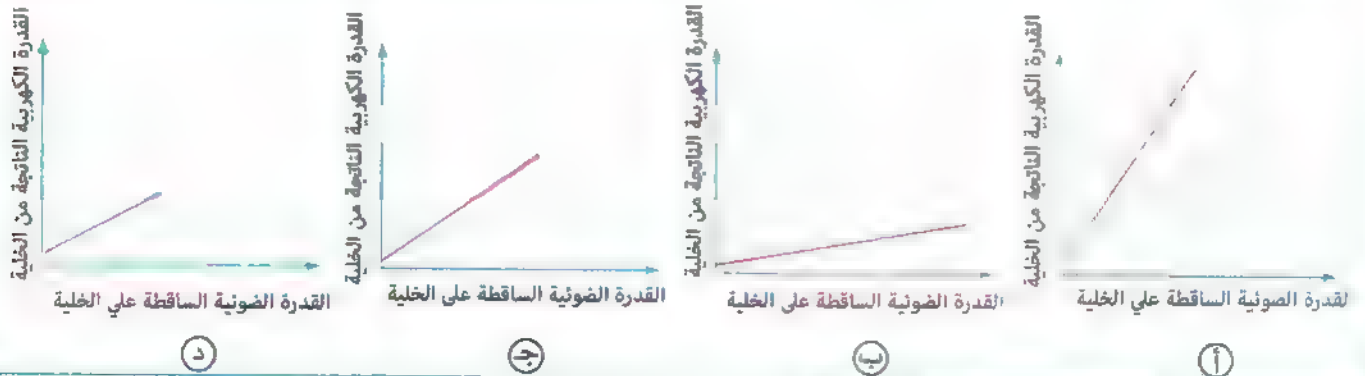 القدرة الكهربية الناتجة من الخلية
لقدرة الصوئية الساقطة علي الخلية
أ
القدرة الكهربية الناتجة من الخلية
القدرة الضوئية الساقطة على الخلية
ب
القدرة الكهربية الناتجة من الخلية
القدرة الضوئية الساقطة على الخلية
جـ
القدرة الكهربية الناتجة من الخلية
القدرة الضوئية الساقطة علي الخلية
د